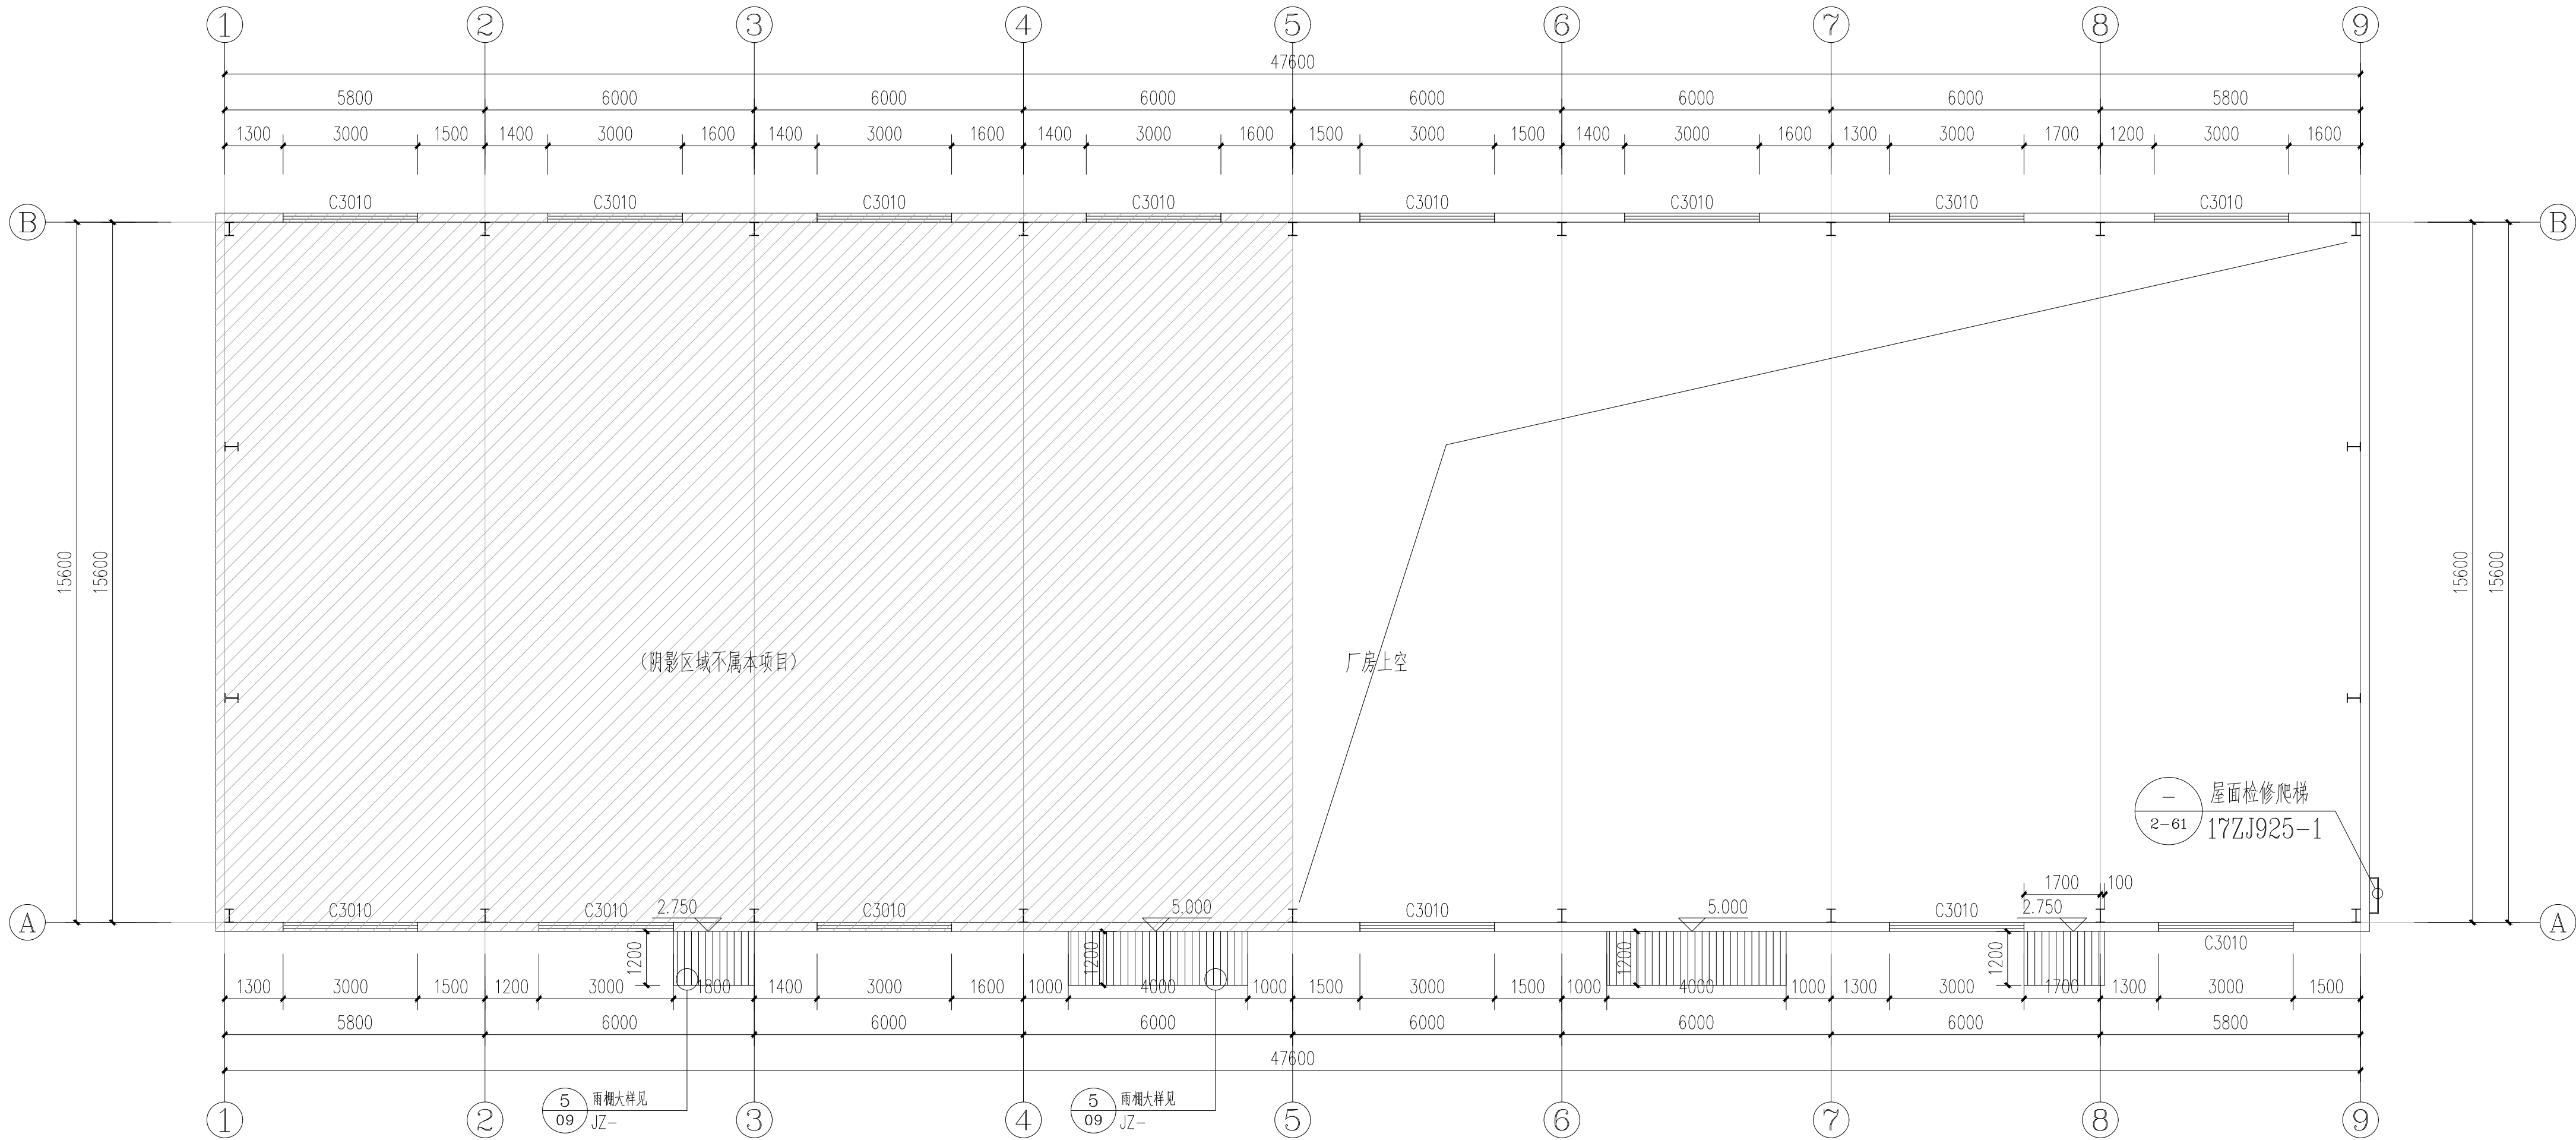 1 2 3 4 5 6 7 8 9
47600
5800 6000 6000 6000 6000 6000 6000 5800
1300 3000 1500 1400 3000 1600 1400 3000 1600 1400 3000 1600 1500 3000 1500 1400 3000 1600 1300 3000 1700 1200 3000 1600
C3010 C3010 C3010 C3010 C3010 C3010 C3010 C3010
B B
15600 15600 15600 15600
(阴影区域不属本项目)
厂房上空
— 屋面检修爬梯
2-61 17ZJ925-1
1700 100
C3010 C3010 2.750 C3010 5.000 C3010 5.000 C3010 2.750
A A
C3010
1200 1200 1200 1200
1300 3000 1500 1200 3000 1800 1400 3000 1600 1000 4000 1000 1500 3000 1500 1000 4000 1000 1300 3000 1700 1300 3000 1500
5800 6000 6000 6000 6000 6000 6000 5800
47600
5 雨棚大样见
09 JZ-
5 雨棚大样见
09 JZ-
1 2 3 4 5 6 7 8 9